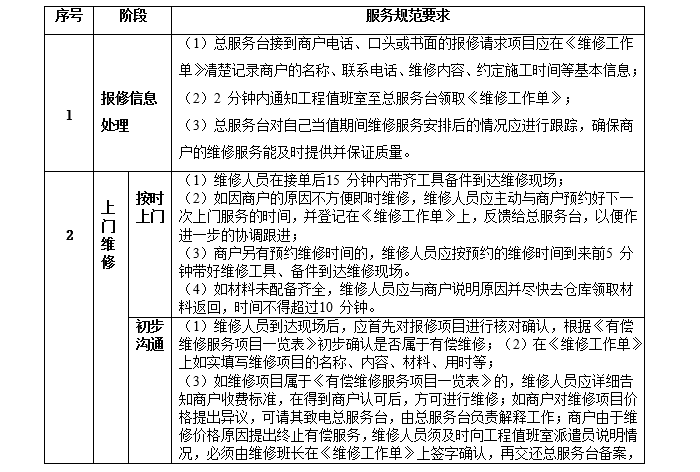 序号 阶段 服务规范要求
1
报修信息
处理
（1）总服务台接到商户电话、口头或书面的报修请求项目应在《维修工作
单》清楚记录商户的名称、联系电话、维修内容、约定施工时间等基本信息；
（2）2 分钟内通知工程值班室至总服务台领取《维修工作单》；
（3）总服务台对自己当值期间维修服务安排后的情况应进行跟踪，确保商
户的维修服务能及时提供并保证质量。
2
上
门
维
修
按时
上门
（1）维修人员在接单后15 分钟内带齐工具备件到达维修现场；
（2）如因商户的原因不方便即时维修，维修人员应主动与商户预约好下一
次上门服务的时间，并登记在《维修工作单》上，反馈给总服务台，以便作
进一步的协调跟进；
（3）商户另有预约维修时间的，维修人员应按预约的维修时间到来前5 分
钟带好维修工具、备件到达维修现场。
（4）如材料未配备齐全，维修人员应与商户说明原因并尽快去仓库领取材
料返回，时间不得超过10 分钟。
初步
沟通
（1）维修人员到达现场后，应首先对报修项目进行核对确认，根据《有偿
维修服务项目一览表》初步确认是否属于有偿维修；（2）在《维修工作单》
上如实填写维修项目的名称、内容、材料、用时等；
（3）如维修项目属于《有偿维修服务项目一览表》的，维修人员应详细告
知商户收费标准，在得到商户认可后，方可进行维修；如商户对维修项目价
格提出异议，可请其致电总服务台，由总服务台负责解释工作；商户由于维
修价格原因提出终止有偿服务，维修人员须及时向工程值班室派遣员说明情
况，必须由维修班长在《维修工作单》上签字确认，再交还总服务台备案，